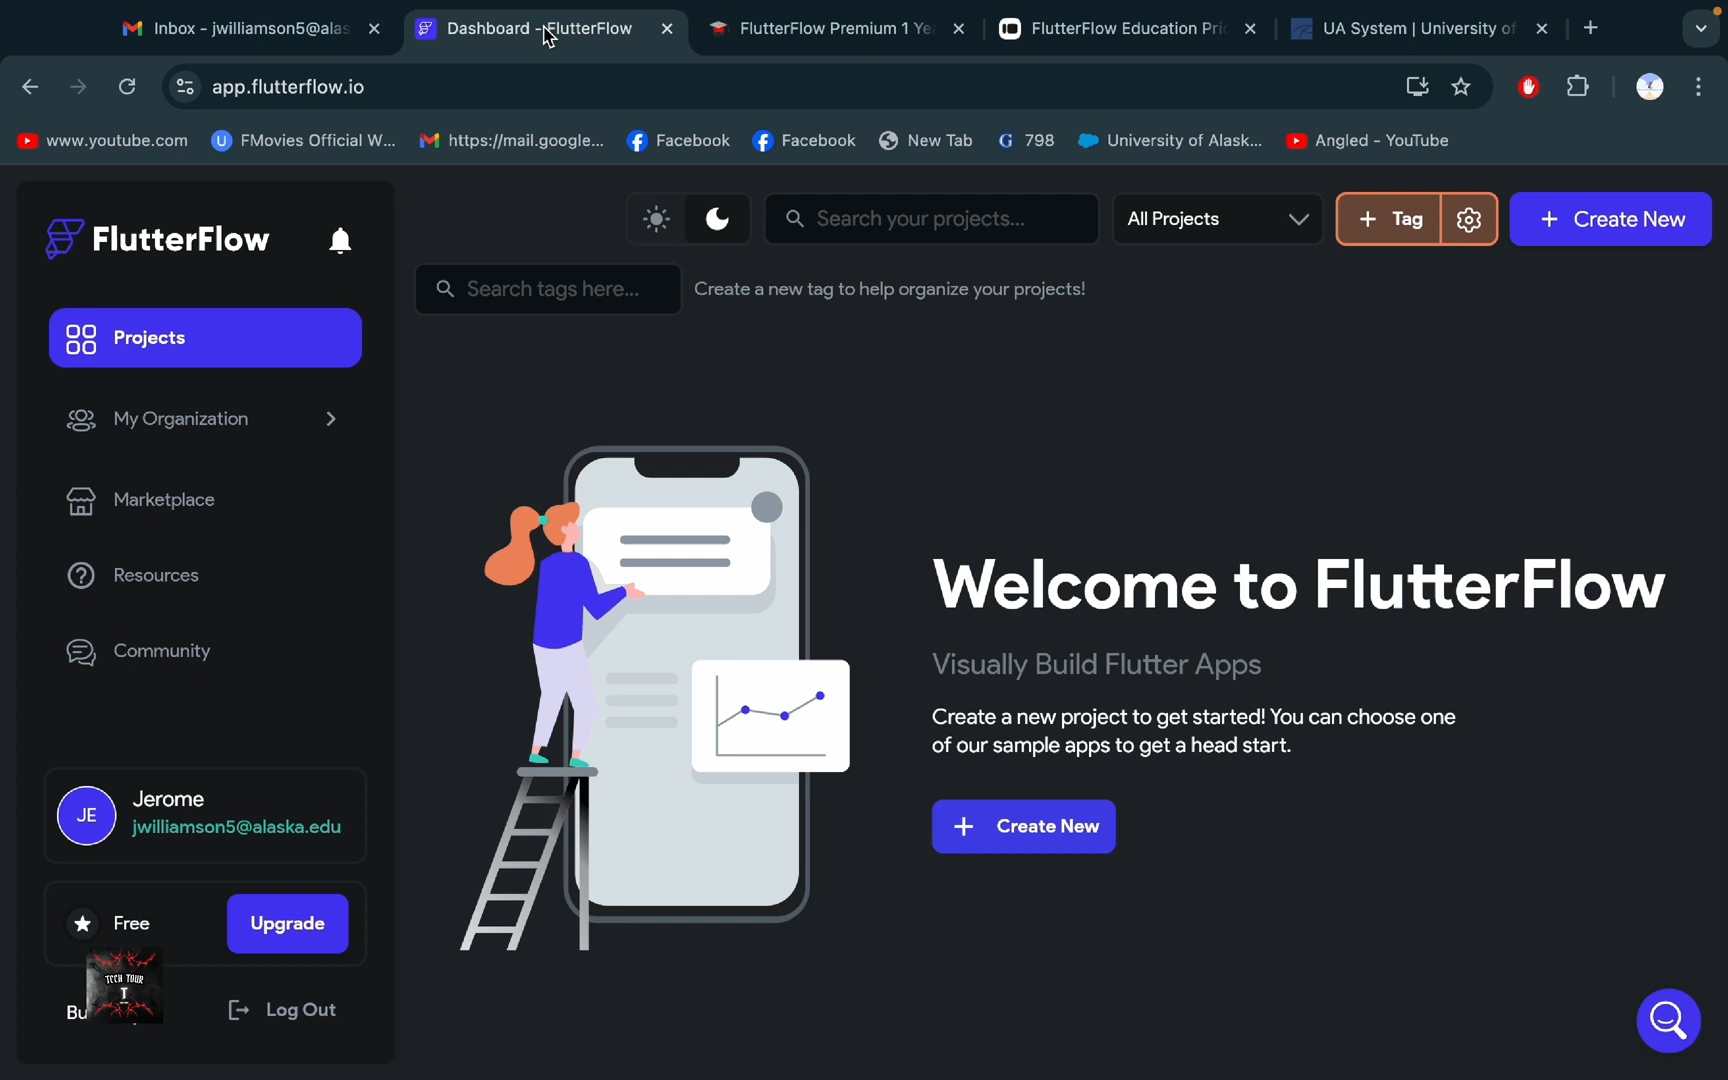 Inbox - jwilliamson5@alas
Dashboard - FlutterFlow
FlutterFlow Premium 1 Ye
FlutterFlow Education Pri
UA System | University of
app.flutterflow.io
www.youtube.com
FMovies Official W...
https://mail.google...
Facebook
Facebook
New Tab
798
University of Alask...
Angled - YouTube
FlutterFlow
Search your projects...
All Projects
+ Tag
+ Create New
Search tags here...
Create a new tag to help organize your projects!
Projects
My Organization
Marketplace
Resources
Community
Welcome to FlutterFlow
Visually Build Flutter Apps
Create a new project to get started! You can choose one
of our sample apps to get a head start.
+ Create New
JE
Jerome
jwilliamson5@alaska.edu
Free
Upgrade
TECH TOUR
T
Bu
Log Out